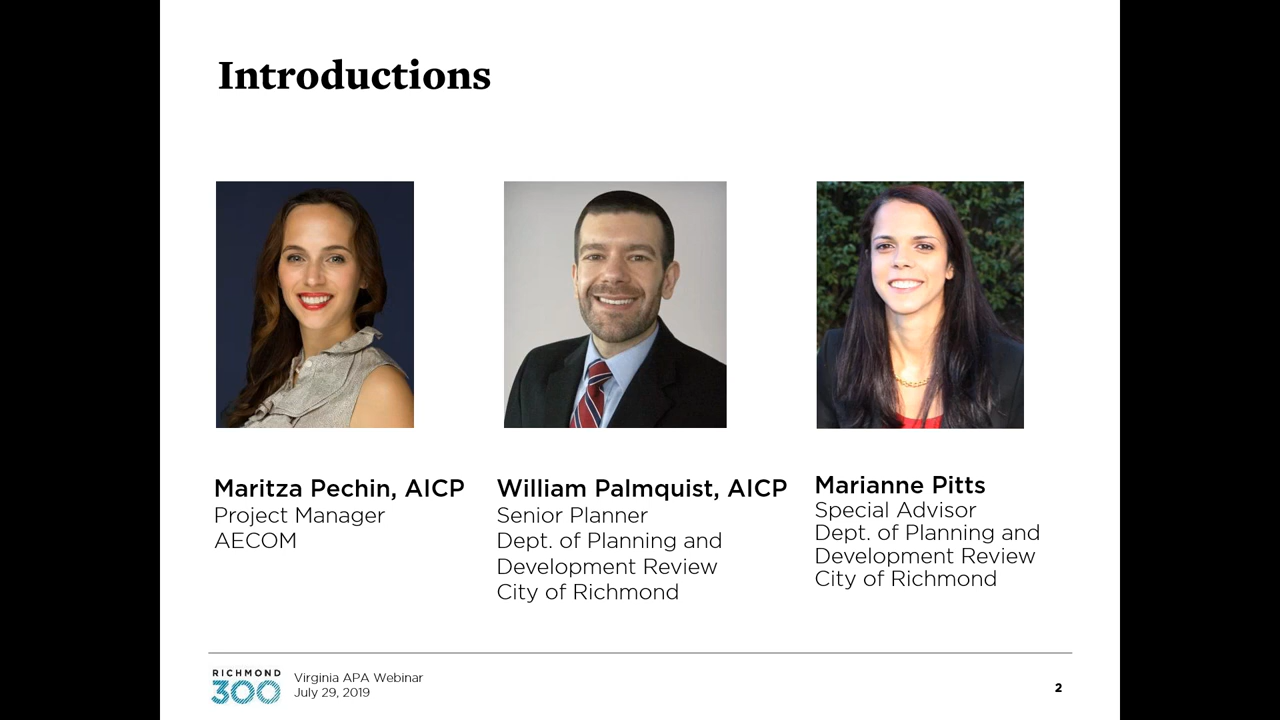 Introductions
Maritza Pechin, AICP
Project Manager
AECOM
William Palmquist, AICP
Senior Planner
Dept. of Planning and
Development Review
City of Richmond
Marianne Pitts
Special Advisor
Dept. of Planning and
Development Review
City of Richmond
RICHMOND
300
Virginia APA Webinar
July 29, 2019
2